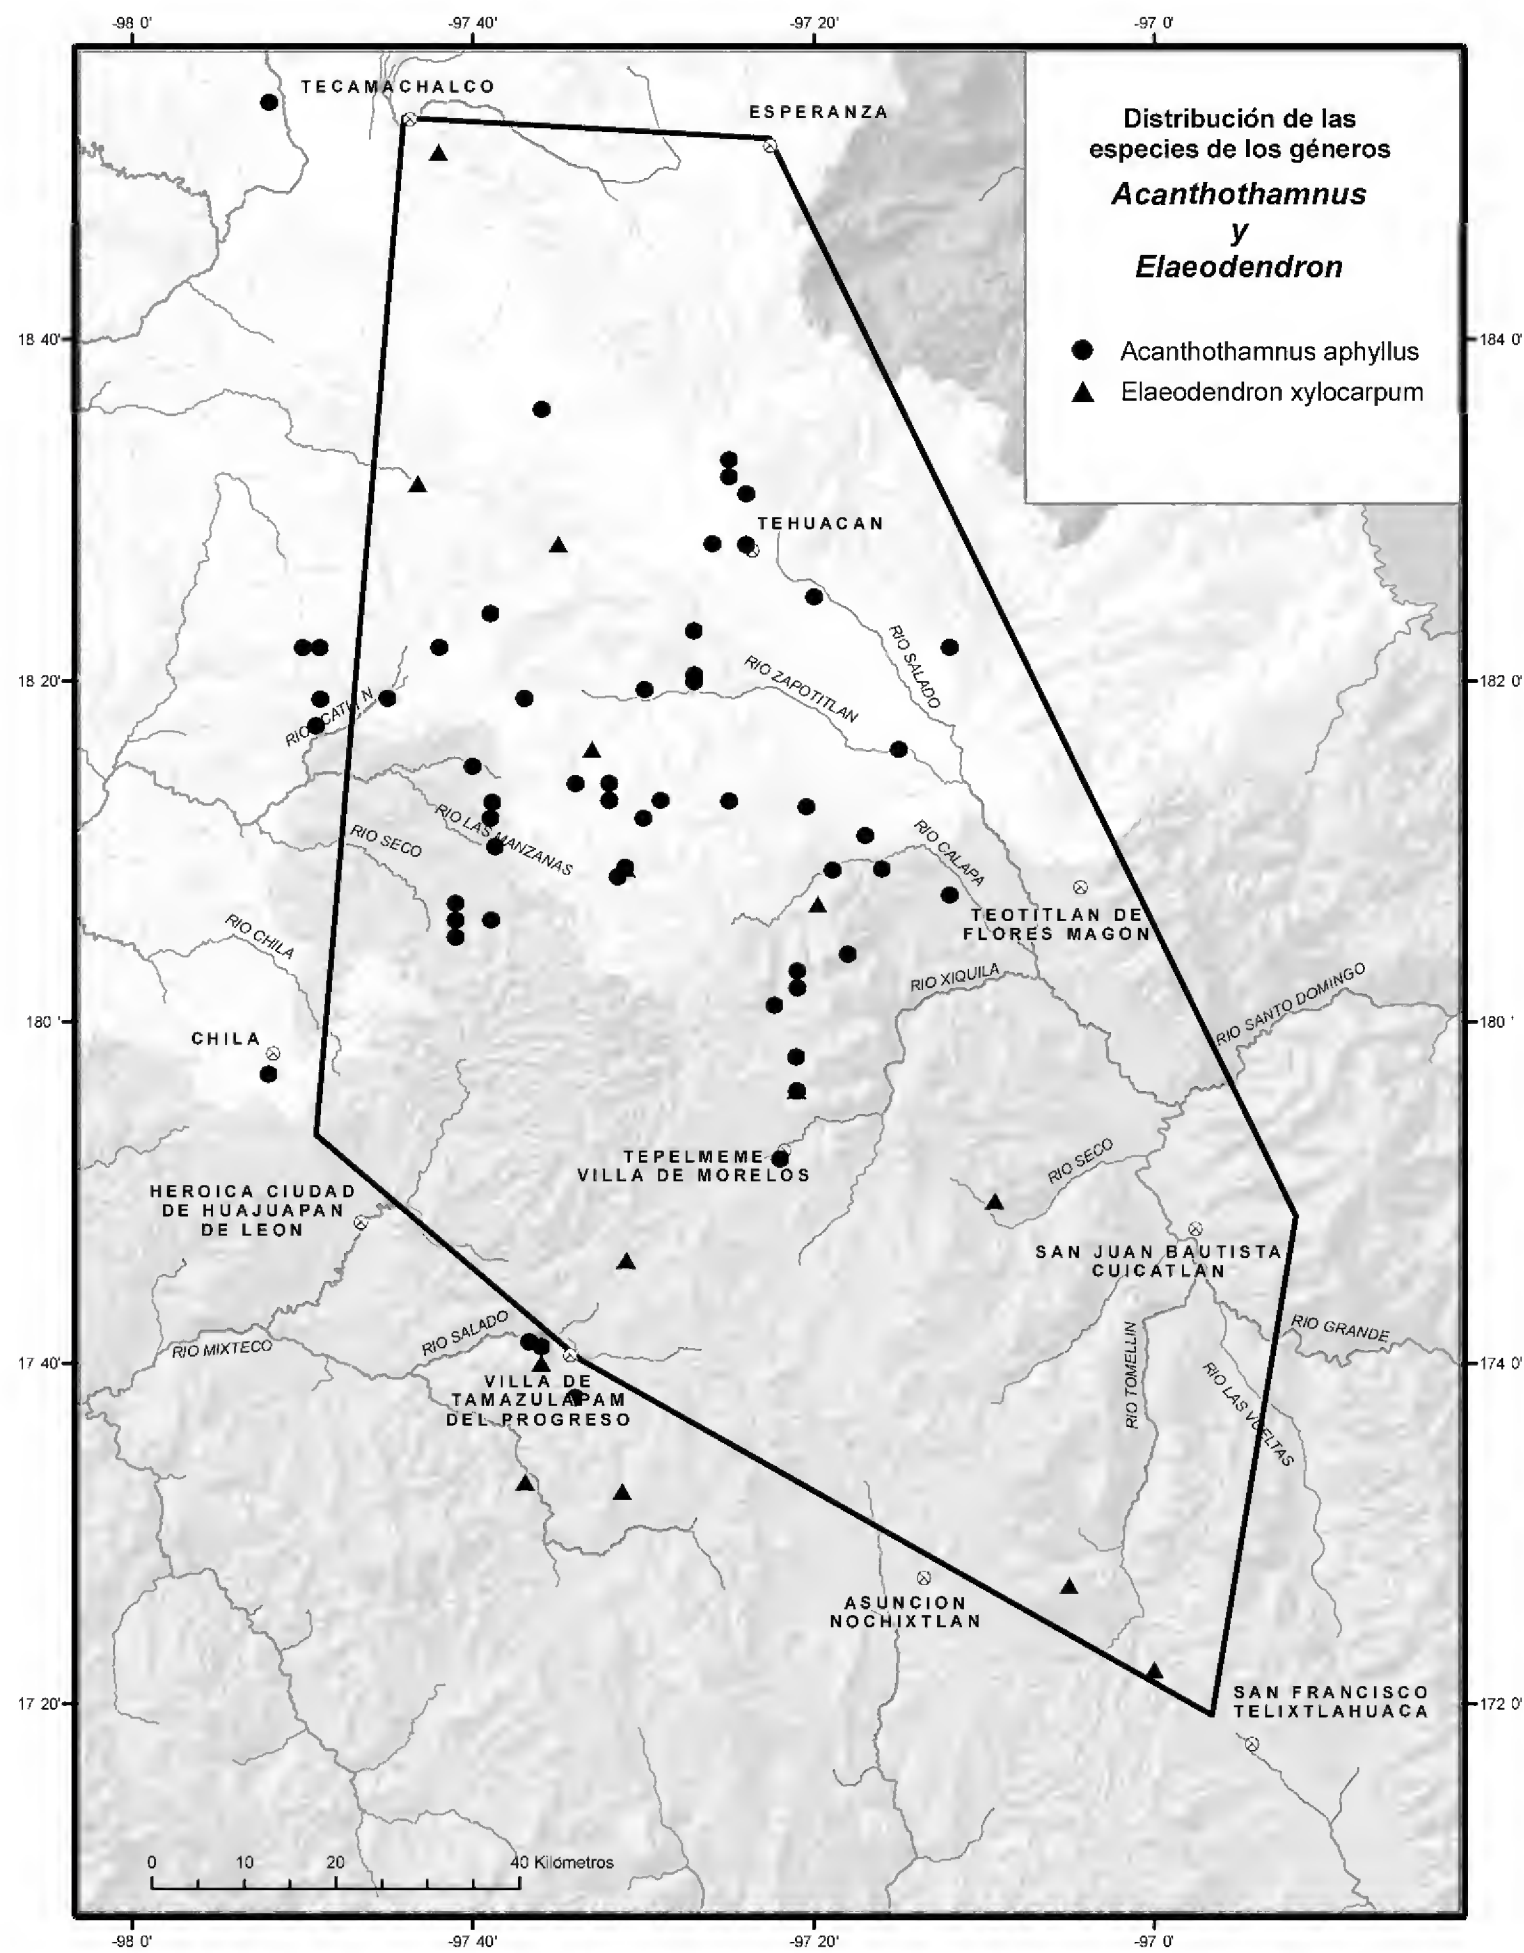 -98 0'
-97 40'
-97 20'
-97 0'
TECAMACHALCO
ESPERANZA
Distribución de las
especies de los géneros
Acanthothamnus
y
Elaeodendron
18 40'
184 0'
Acanthothamnus aphyllus
Elaeodendron xylocarpum
TEHUACAN
RIO SALADO
RIO ZAPOTITLAN
18 20'
182 0'
RIO
RIO LAS MANZANAS
RIO SECO
RIO CALAPA
TEOTITLAN DE
FLORES MAGON
RIO CHILA
RIO XIQUILA
RIO SANTO DOMINGO
180 '
180 '
CHILA
TEPELMEME
VILLA DE MORELOS
RIO SECO
HEROICA CIUDAD
DE HUAJUAPAN
DE LEON
SAN JUAN BAUTISTA
CUICATLAN
RIO SALADO
RIO MIXTECO
RIO GRANDE
17 40'
174 0'
RIO TOMELLIN
RIO LAS VUELTAS
VILLA DE
TAMAZULAPAM
DEL PROGRESO
ASUNCION
NOCHIXTLAN
17 20'
172 0'
SAN FRANCISCO
TELIXTLAHUACA
0 10 20 40 Kilómetros
-98 0'
-97 40'
-97 20'
-97 0'